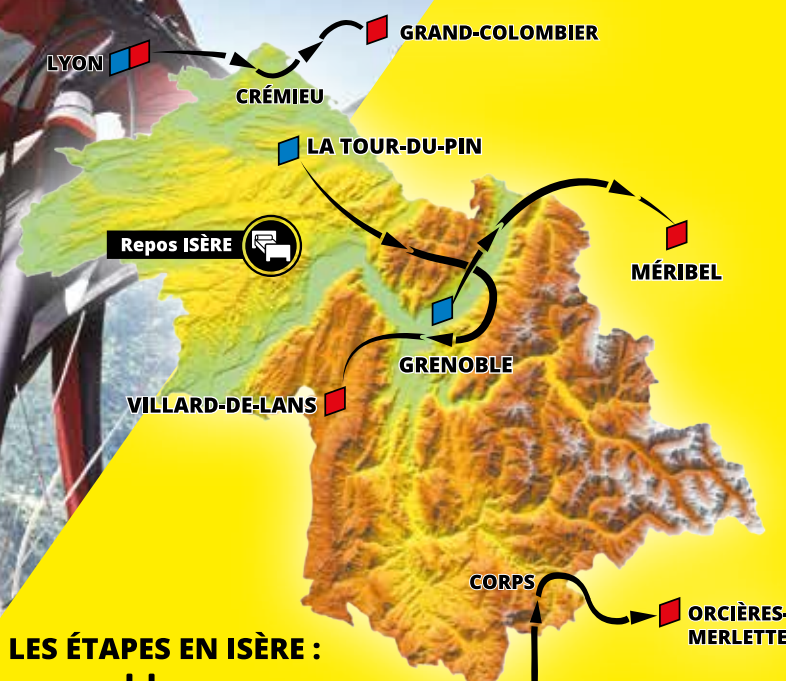 GRAND-COLOMBIER
LYON
CRÉMIEU
LA TOUR-DU-PIN
Repos ISÈRE
MÉRIBEL
GRENOBLE
VILLARD-DE-LANS
CORPS
ORCIÈRES-
MERLETTE
LES ÉTAPES EN ISÈRE :